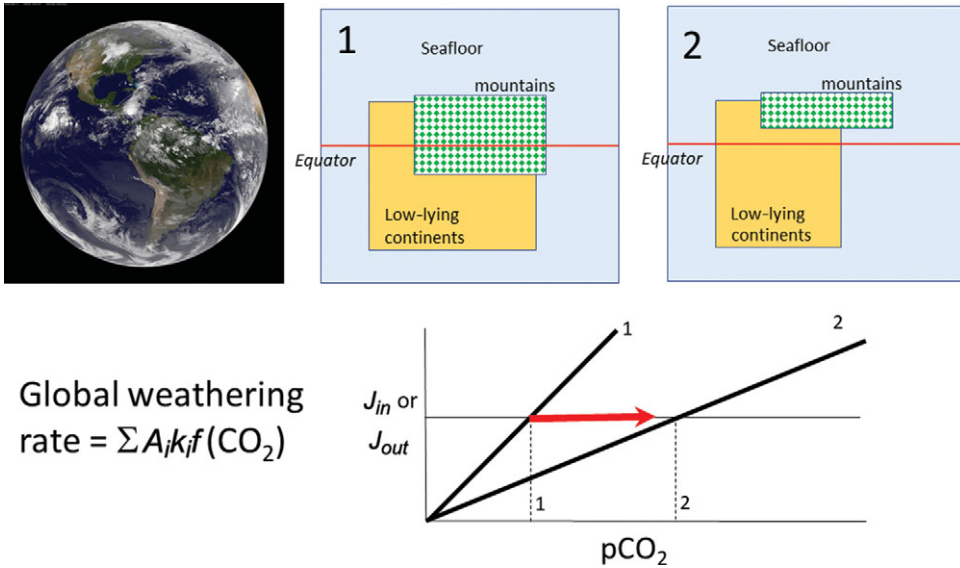 1
Seafloor
mountains
Equator
Low-lying
continents
2
Seafloor
mountains
Equator
Low-lying
continents
Global weathering
rate = ΣAᵢkᵢf(CO₂)
Jᵢₙ or
Jₒᵤₜ
1
2
1
2
pCO₂